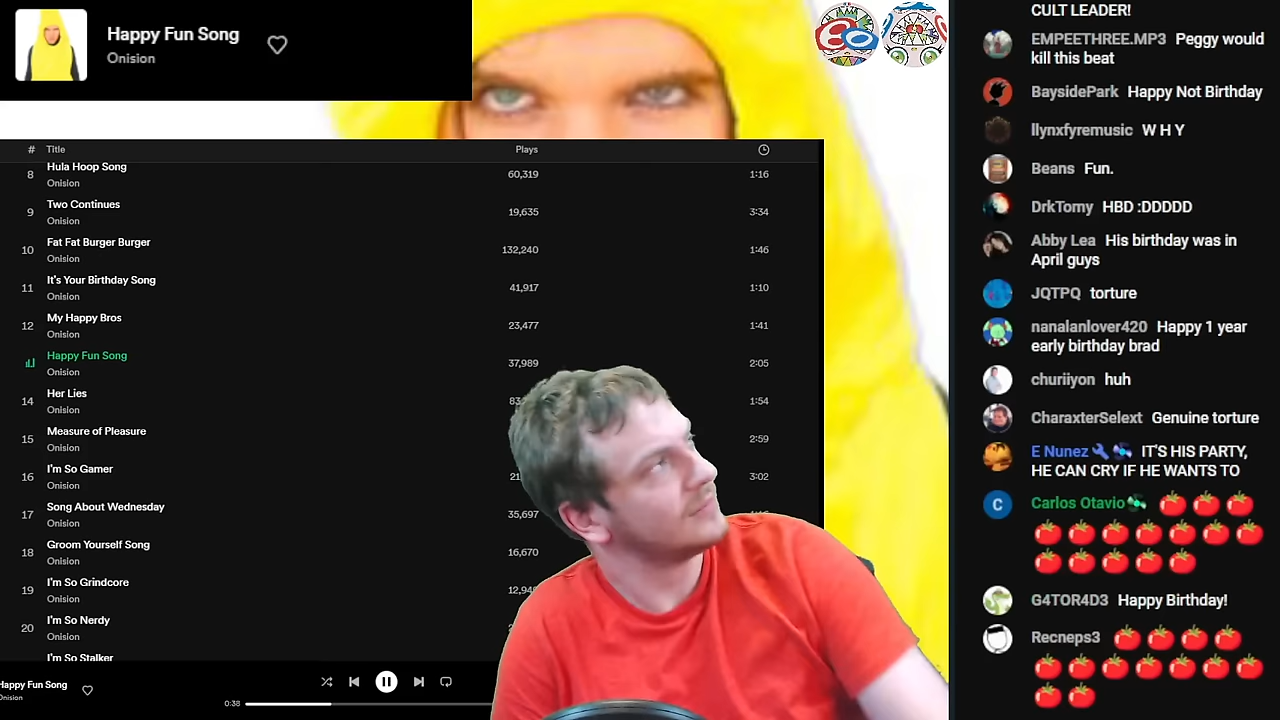 Happy Fun Song
Onision
# Title Plays
8 Hula Hoop Song 60,319 1:16
Onision
9 Two Continues 19,635 3:34
Onision
10 Fat Fat Burger Burger 132,240 1:46
Onision
11 It's Your Birthday Song 41,917 1:10
Onision
12 My Happy Bros 23,477 1:41
Onision
Happy Fun Song 37,989 2:05
Onision
14 Her Lies 1:54
Onision
15 Measure of Pleasure 2:59
Onision
16 I'm So Gamer 3:02
Onision
17 Song About Wednesday 35,697
Onision
18 Groom Yourself Song 16,670
Onision
19 I'm So Grindcore
Onision
20 I'm So Nerdy
Onision
I'm So Stalker
Happy Fun Song
Onision
0:38
CULT LEADER!
EMPEETHREE.MP3 Peggy would
kill this beat
BaysidePark Happy Not Birthday
llynxfyremusic W H Y
Beans Fun.
DrkTomy HBD :DDDDD
Abby Lea His birthday was in
April guys
JQTPQ torture
nanalanlover420 Happy 1 year
early birthday brad
churiiyon huh
CharaxterSelext Genuine torture
E Nunez IT'S HIS PARTY,
HE CAN CRY IF HE WANTS TO
C Carlos Otavio 🍅🍅🍅
🍅🍅🍅🍅🍅🍅🍅
🍅🍅🍅🍅🍅
G4TOR4D3 Happy Birthday!
Recneps3 🍅🍅🍅🍅
🍅🍅🍅🍅🍅🍅🍅
🍅🍅